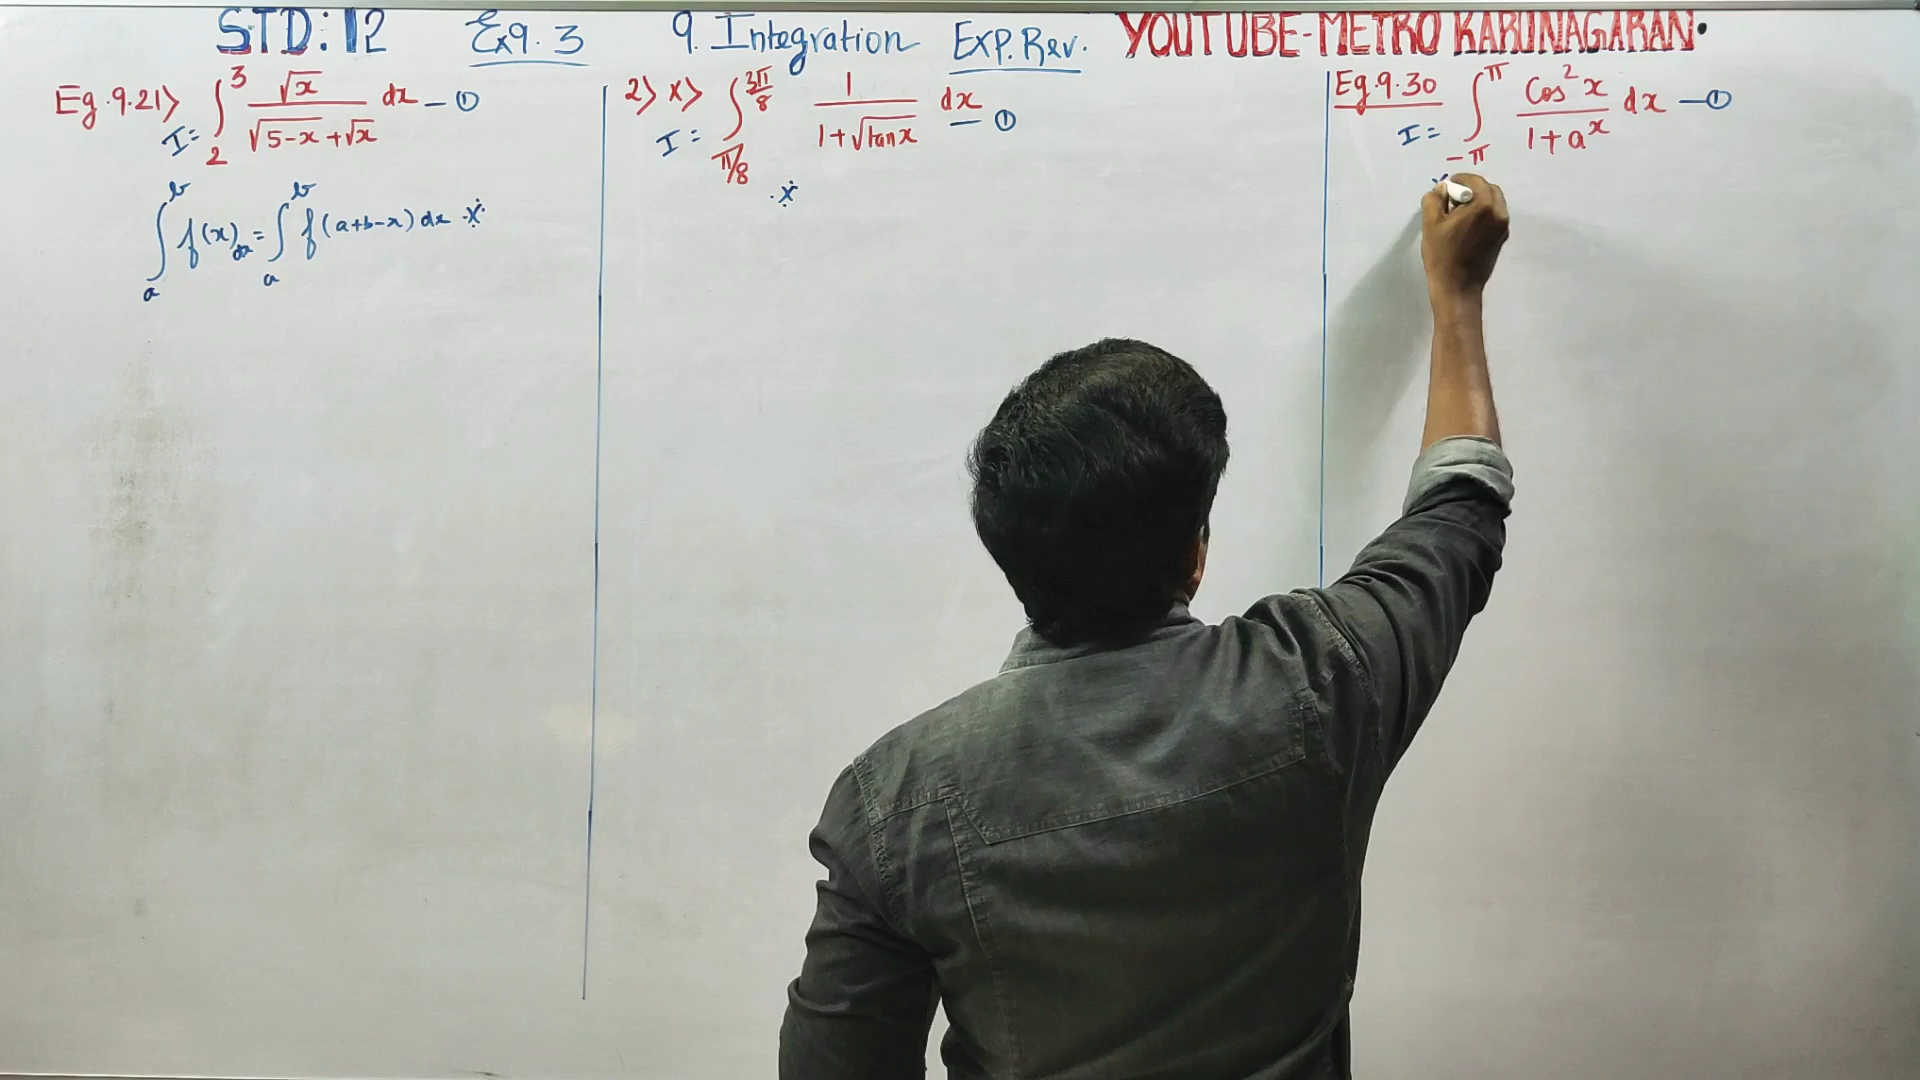 STD: 12 Ex 9.3 9. Integration Exp. Rev. YOUTUBE-METRO KARUNAGARAN.
Eg.9.21> I = ∫₂³ √x / (√5-x + √x) dx — ①
∫ₐᵇ f(x) dx = ∫ₐᵇ f(a+b-x) dx ※
2> x> I = ∫_{π/8}^{3π/8} 1 / (1+√tanx) dx — ①
※
Eg.9.30 I = ∫_{-π}^{π} Cos²x / (1+aˣ) dx — ①